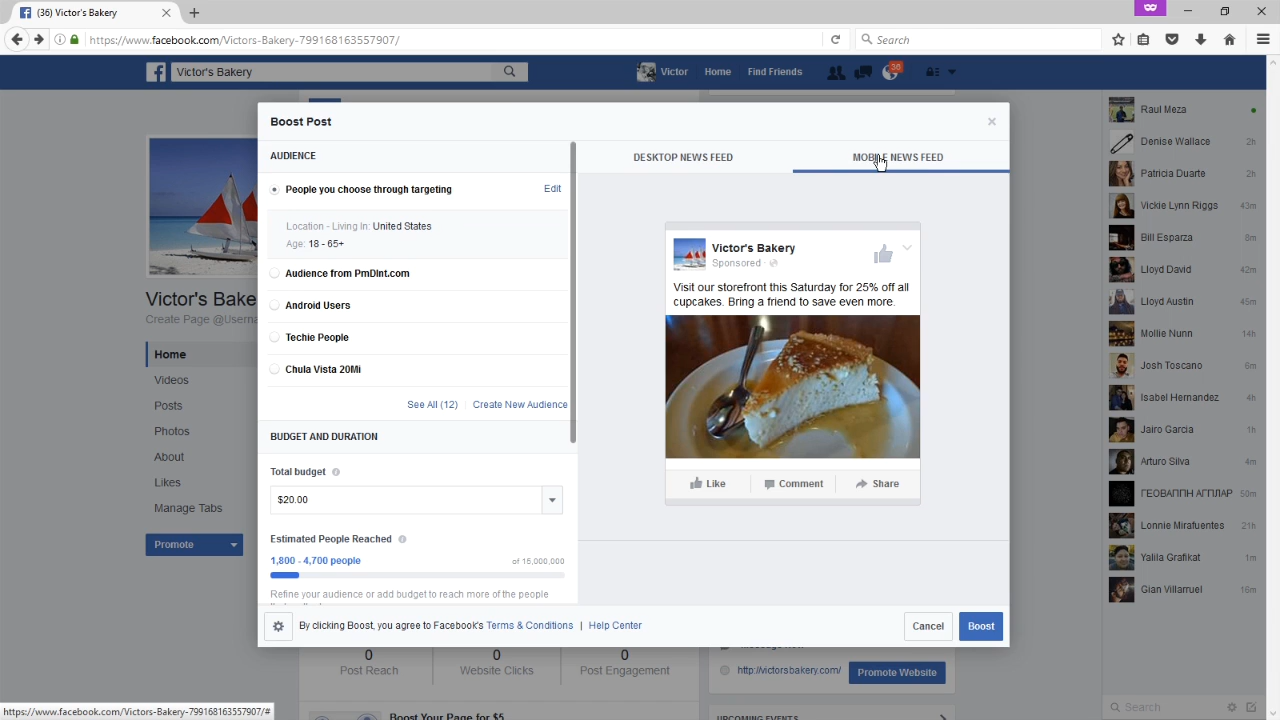 (36) Victor's Bakery
https://www.facebook.com/Victors-Bakery-799168163557907/
Search
Victor's Bakery
Victor
Home
Find Friends
36
Boost Post
AUDIENCE
People you choose through targeting
Edit
Location - Living In: United States
Age: 18 - 65+
Audience from PmDInt.com
Android Users
Techie People
Chula Vista 20Mi
See All (12)
Create New Audience
BUDGET AND DURATION
Total budget
$20.00
Estimated People Reached
1,800 - 4,700 people
of 15,000,000
Refine your audience or add budget to reach more of the people
DESKTOP NEWS FEED
MOBILE NEWS FEED
Victor's Bakery
Sponsored
Visit our storefront this Saturday for 25% off all
cupcakes. Bring a friend to save even more.
Like
Comment
Share
By clicking Boost, you agree to Facebook's Terms & Conditions | Help Center
Cancel
Boost
Victor's Bake
Create Page @Userna
Home
Videos
Posts
Photos
About
Likes
Manage Tabs
Promote
0
Post Reach
0
Website Clicks
0
Post Engagement
Boost Your Page for $5
http://victorsbakery.com/
Promote Website
UPCOMING EVENTS
Raul Meza
Denise Wallace 2h
Patricia Duarte 2h
Vickie Lynn Riggs 43m
Bill Esparza 8m
Lloyd David 42m
Lloyd Austin 45m
Mollie Nunn 14h
Josh Toscano 6m
Isabel Hernandez 4h
Jairo Garcia 1h
Arturo Silva 4m
50m
Lonnie Mirafuentes 21h
Yalila Grafikat 1m
Gian Villarruel 16m
Search
https://www.facebook.com/Victors-Bakery-799168163557907/#